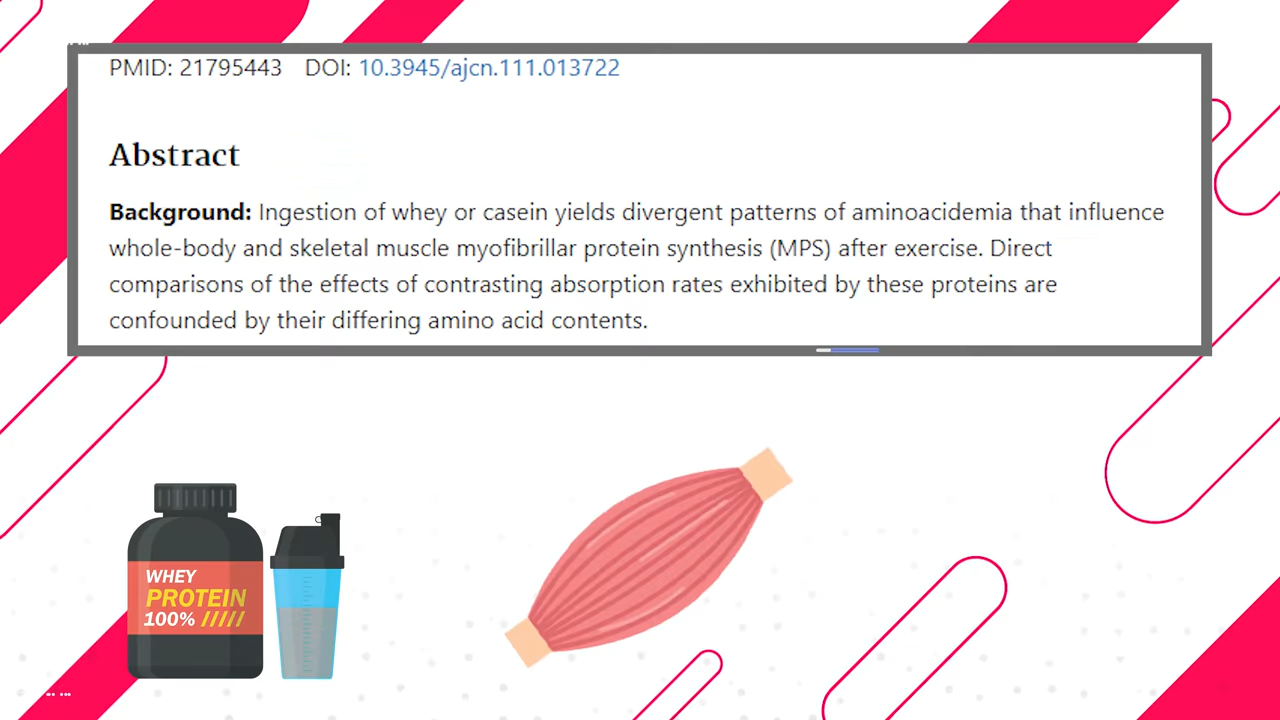 PMID: 21795443 DOI: 10.3945/ajcn.111.013722
Abstract
Background: Ingestion of whey or casein yields divergent patterns of aminoacidemia that influence
whole-body and skeletal muscle myofibrillar protein synthesis (MPS) after exercise. Direct
comparisons of the effects of contrasting absorption rates exhibited by these proteins are
confounded by their differing amino acid contents.
WHEY
PROTEIN
100%